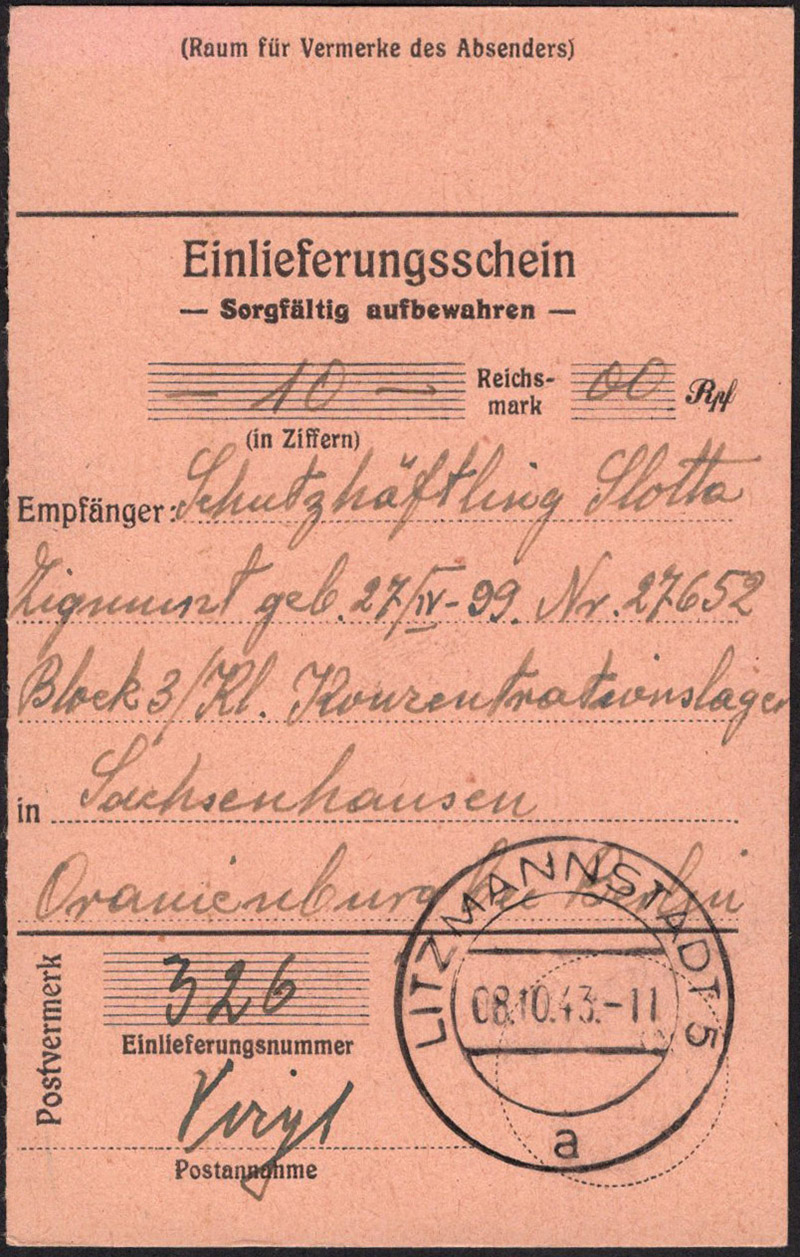 (Raum für Vermerke des Absenders)
Einlieferungsschein
— Sorgfältig aufbewahren —
— 10 — Reichs-
mark 00 Rpf
(in Ziffern)
Empfänger: Schutzhäftling Slotta
Zigmunt geb. 27/IV-99. Nr. 27652
Block 3/Kl. Konzentrationslager
in Sachsenhausen
Oranienburg bei Berlin
Postvermerk
326
Einlieferungsnummer
Postannahme
LITZMANNSTADT 5
08.10.43.-11
a